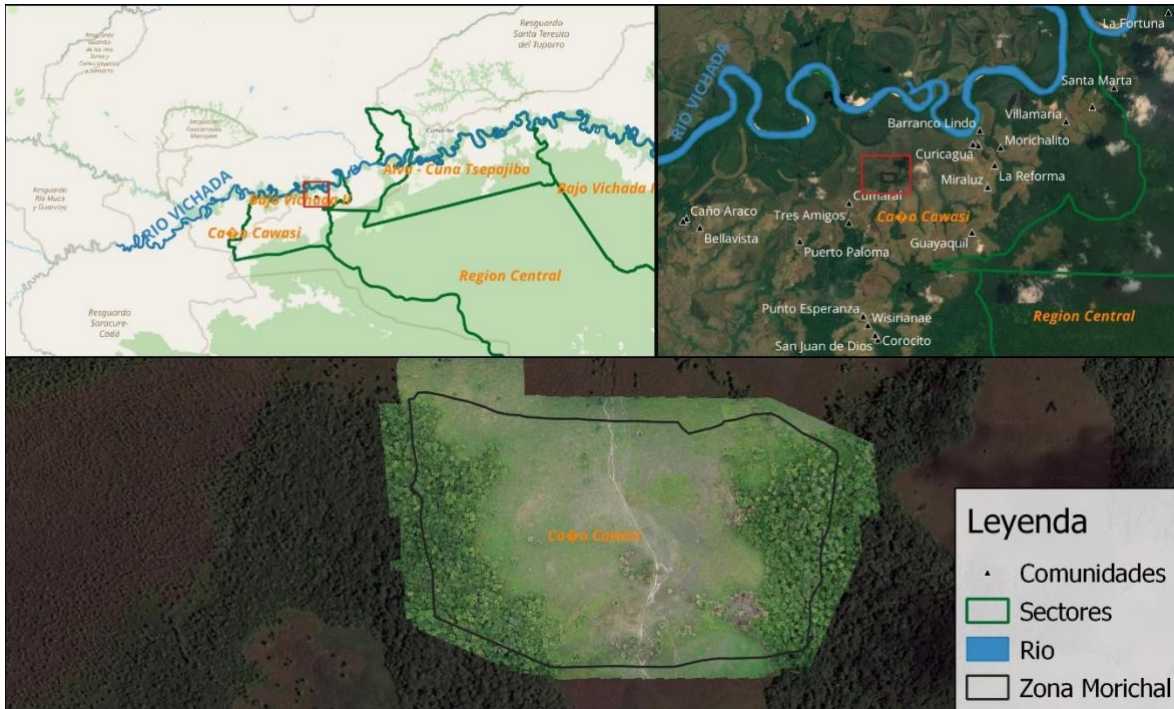 Resguardo
Santa Teresita
del Tuparro
RIO VICHADA
Alva - Cuna Tsepajibo
Bajo Vichada I
Bajo Vichada II
Ca�o Cawasi
Region Central
Resguardo
Saracure-
Cadá
La Fortuna
Santa Marta
RIO VICHADA
Villamaria
Barranco Lindo
Morichalito
Curicagua
La Reforma
Miraluz
Cumaral
Caño Araco
Tres Amigos
Ca�o Cawasi
Bellavista
Guayaquil
Puerto Paloma
Punto Esperanza
Wisirianae
Region Central
San Juan de Dios
Corocito
Ca�o Cawasi
Leyenda
Comunidades
Sectores
Rio
Zona Morichal